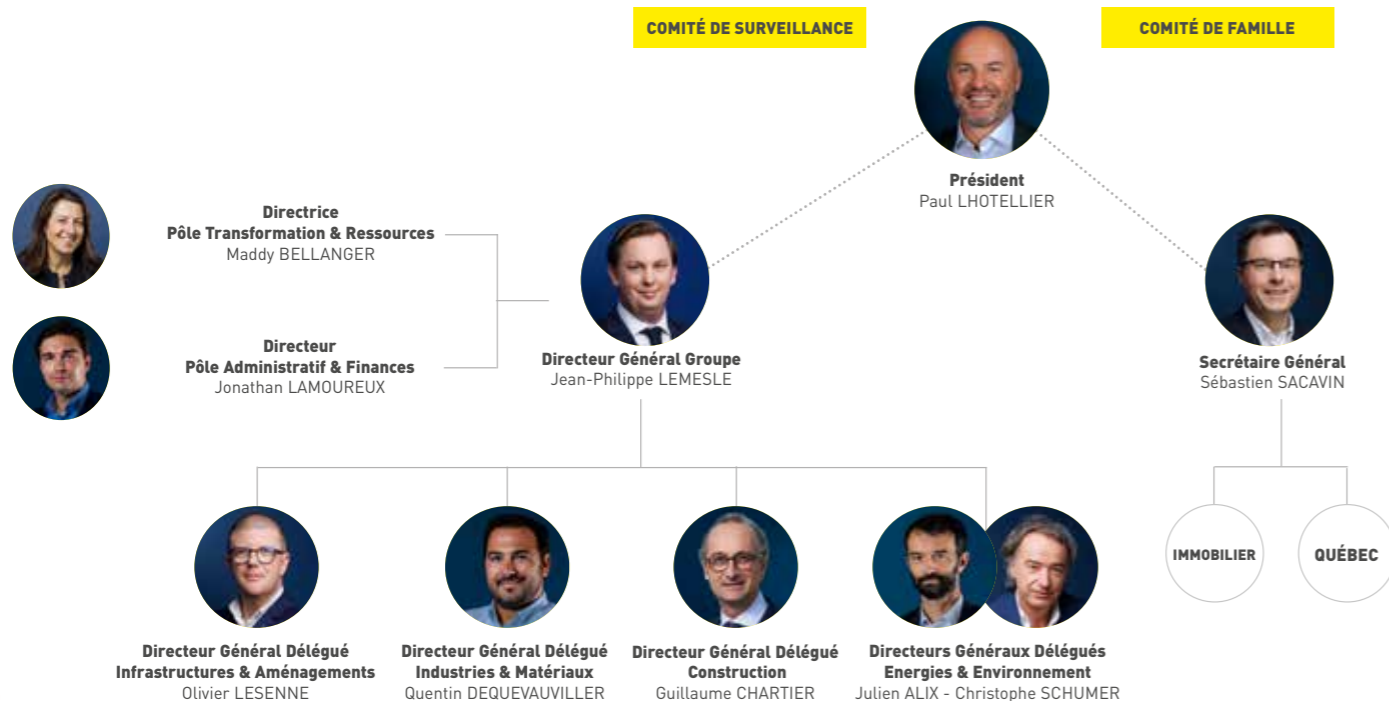 COMITÉ DE SURVEILLANCE
COMITÉ DE FAMILLE
Président
Paul LHOTELLIER
Directrice
Pôle Transformation & Ressources
Maddy BELLANGER
Directeur
Pôle Administratif & Finances
Jonathan LAMOUREUX
Directeur Général Groupe
Jean-Philippe LEMESLE
Secrétaire Général
Sébastien SACAVIN
IMMOBILIER
QUÉBEC
Directeur Général Délégué
Infrastructures & Aménagements
Olivier LESENNE
Directeur Général Délégué
Industries & Matériaux
Quentin DEQUEVAUVILLER
Directeur Général Délégué
Construction
Guillaume CHARTIER
Directeurs Généraux Délégués
Energies & Environnement
Julien ALIX - Christophe SCHUMER